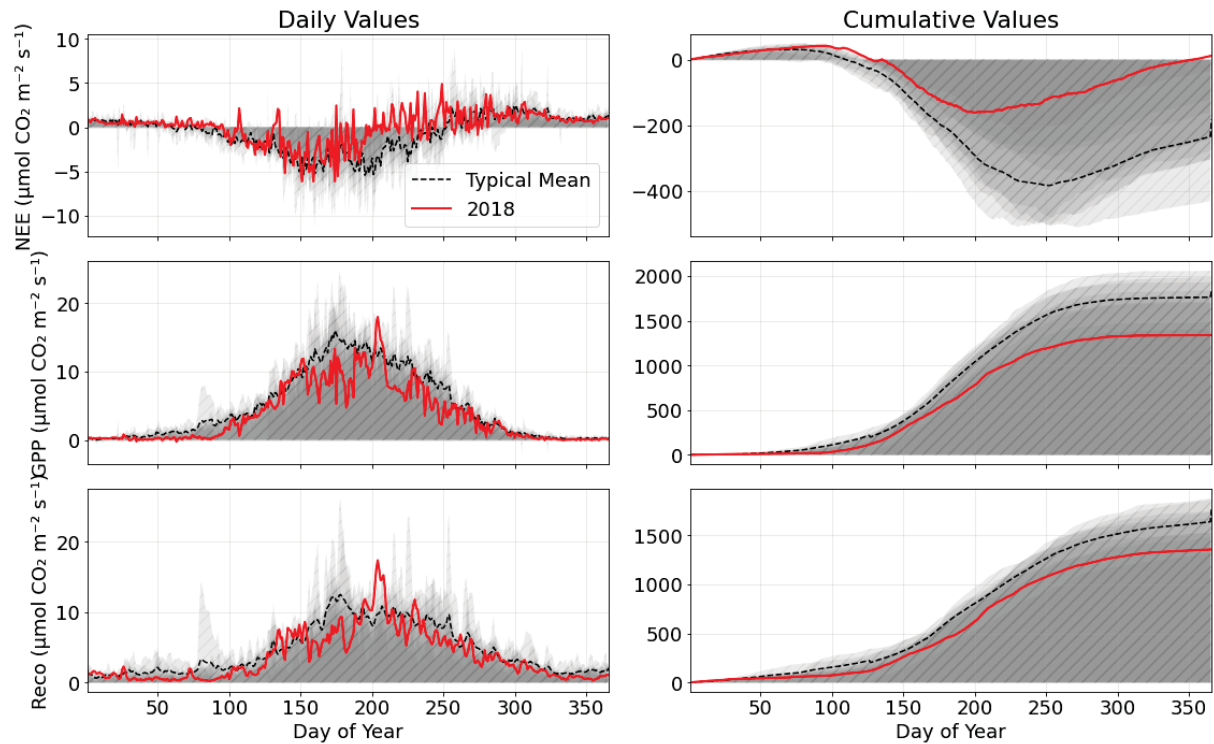 Daily Values
Cumulative Values
NEE (μmol CO₂ m⁻² s⁻¹)
10
5
0
−5
−10
Typical Mean
2018
0
−200
−400
GPP (μmol CO₂ m⁻² s⁻¹)
20
10
0
2000
1500
1000
500
0
Reco (μmol CO₂ m⁻² s⁻¹)
20
10
0
1500
1000
500
0
50 100 150 200 250 300 350
50 100 150 200 250 300 350
Day of Year
Day of Year